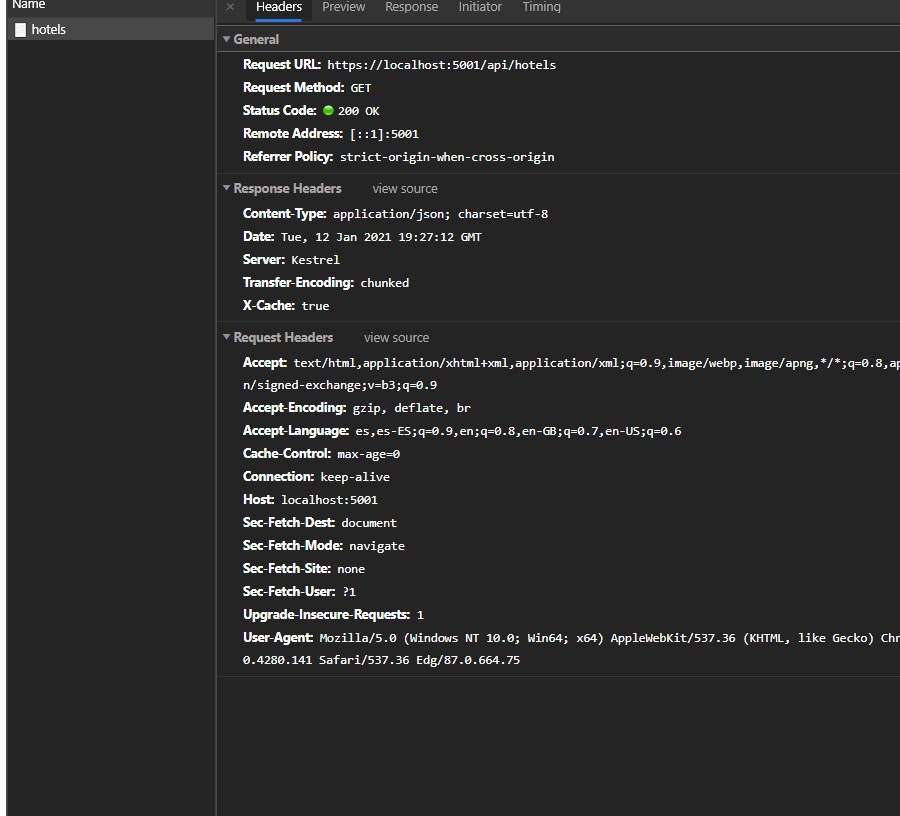 Name
Headers Preview Response Initiator Timing
hotels
General
Request URL: https://localhost:5001/api/hotels
Request Method: GET
Status Code: 200 OK
Remote Address: [::1]:5001
Referrer Policy: strict-origin-when-cross-origin
Response Headers view source
Content-Type: application/json; charset=utf-8
Date: Tue, 12 Jan 2021 19:27:12 GMT
Server: Kestrel
Transfer-Encoding: chunked
X-Cache: true
Request Headers view source
Accept: text/html,application/xhtml+xml,application/xml;q=0.9,image/webp,image/apng,*/*;q=0.8,ap
n/signed-exchange;v=b3;q=0.9
Accept-Encoding: gzip, deflate, br
Accept-Language: es,es-ES;q=0.9,en;q=0.8,en-GB;q=0.7,en-US;q=0.6
Cache-Control: max-age=0
Connection: keep-alive
Host: localhost:5001
Sec-Fetch-Dest: document
Sec-Fetch-Mode: navigate
Sec-Fetch-Site: none
Sec-Fetch-User: ?1
Upgrade-Insecure-Requests: 1
User-Agent: Mozilla/5.0 (Windows NT 10.0; Win64; x64) AppleWebKit/537.36 (KHTML, like Gecko) Chr
0.4280.141 Safari/537.36 Edg/87.0.664.75